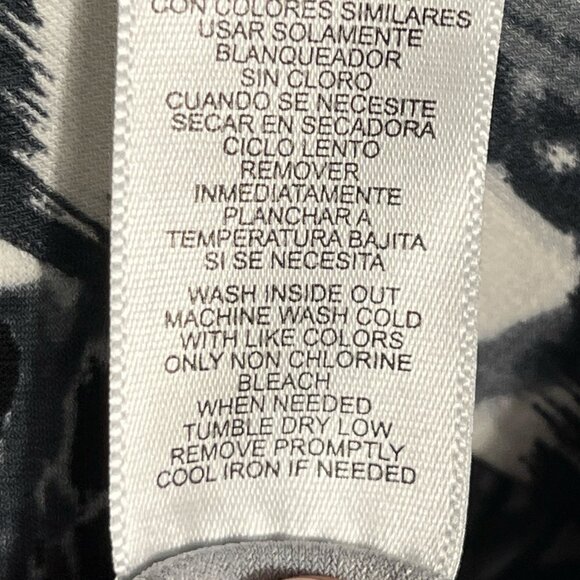 CON COLORES SIMILARES
USAR SOLAMENTE
BLANQUEADOR
SIN CLORO
CUANDO SE NECESITE
SECAR EN SECADORA
CICLO LENTO
REMOVER
INMEDIATAMENTE
PLANCHAR A
TEMPERATURA BAJITA
SI SE NECESITA
WASH INSIDE OUT
MACHINE WASH COLD
WITH LIKE COLORS
ONLY NON CHLORINE
BLEACH
WHEN NEEDED
TUMBLE DRY LOW
REMOVE PROMPTLY
COOL IRON IF NEEDED